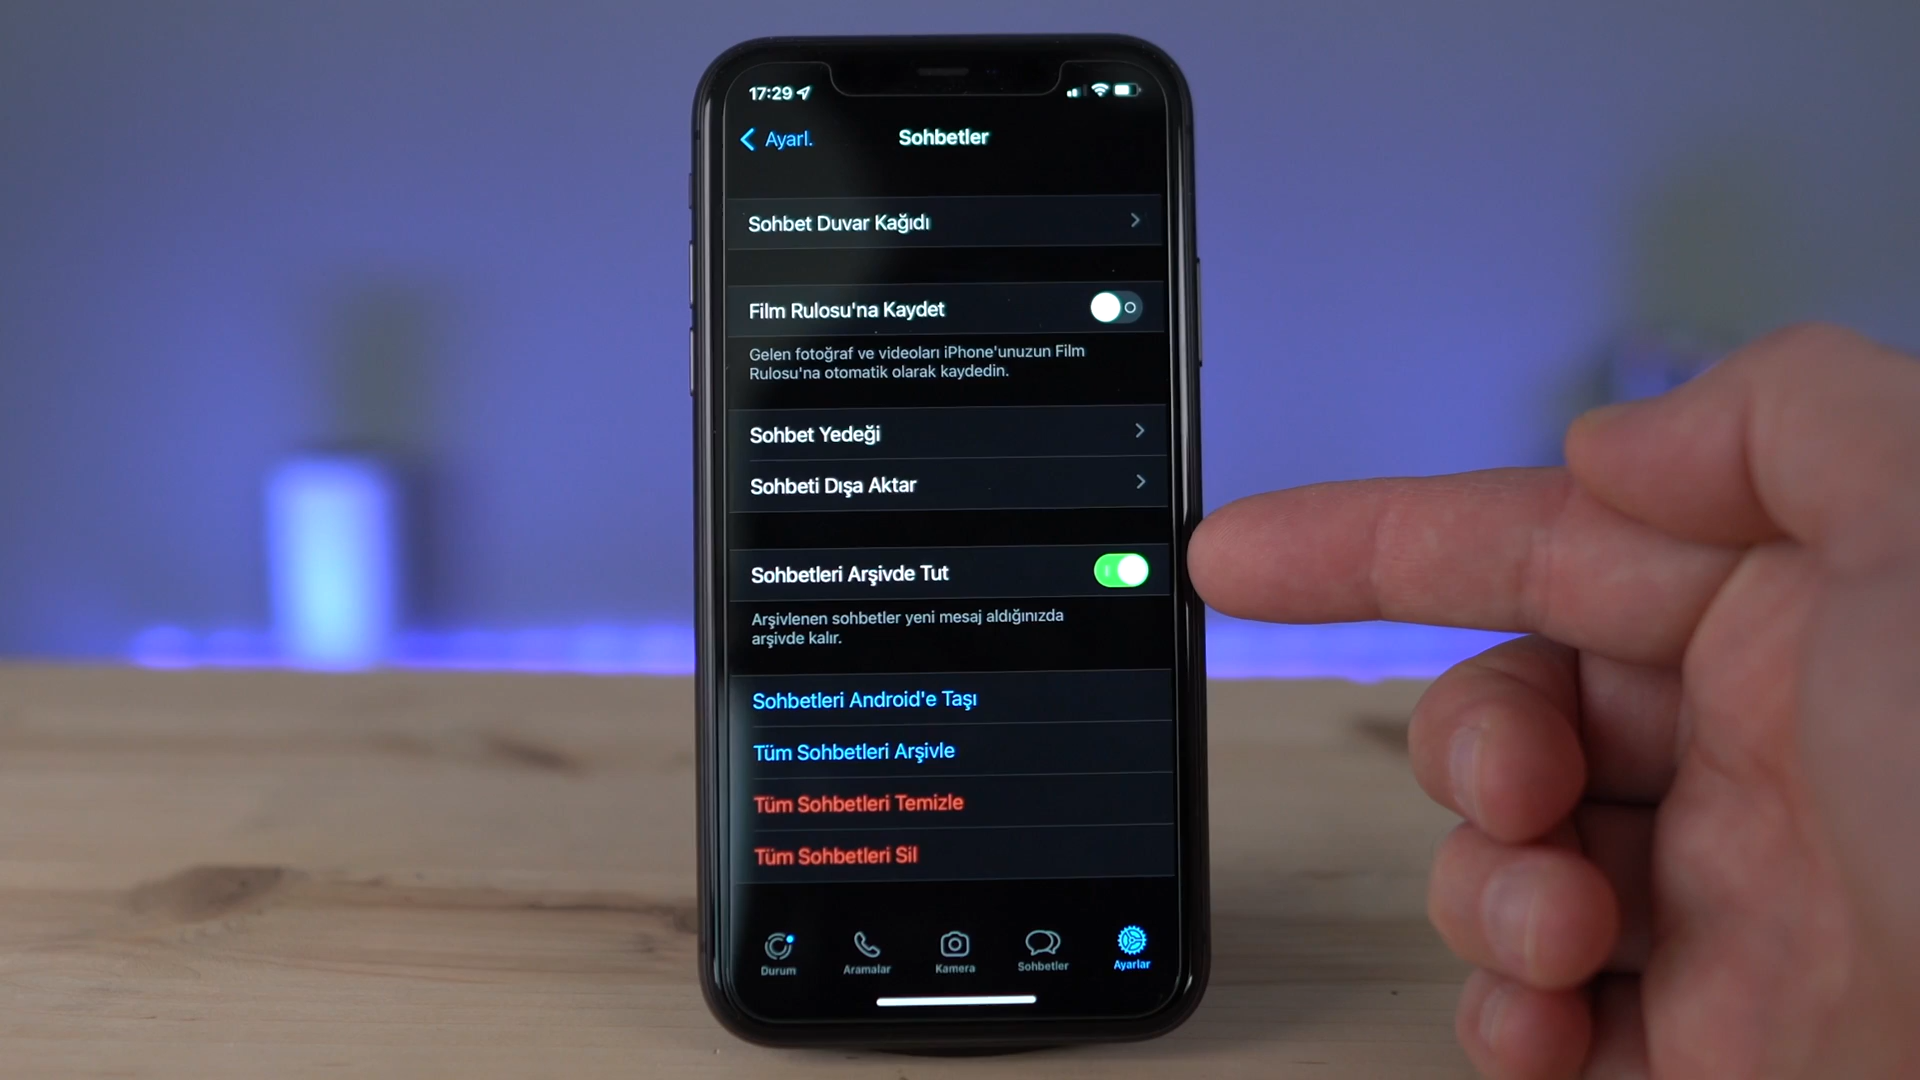 17:29
Ayarl.
Sohbetler
Sohbet Duvar Kağıdı
Film Rulosu'na Kaydet
Gelen fotoğraf ve videoları iPhone'unuzun Film
Rulosu'na otomatik olarak kaydedin.
Sohbet Yedeği
Sohbeti Dışa Aktar
Sohbetleri Arşivde Tut
Arşivlenen sohbetler yeni mesaj aldığınızda
arşivde kalır.
Sohbetleri Android'e Taşı
Tüm Sohbetleri Arşivle
Tüm Sohbetleri Temizle
Tüm Sohbetleri Sil
Durum
Aramalar
Kamera
Sohbetler
Ayarlar